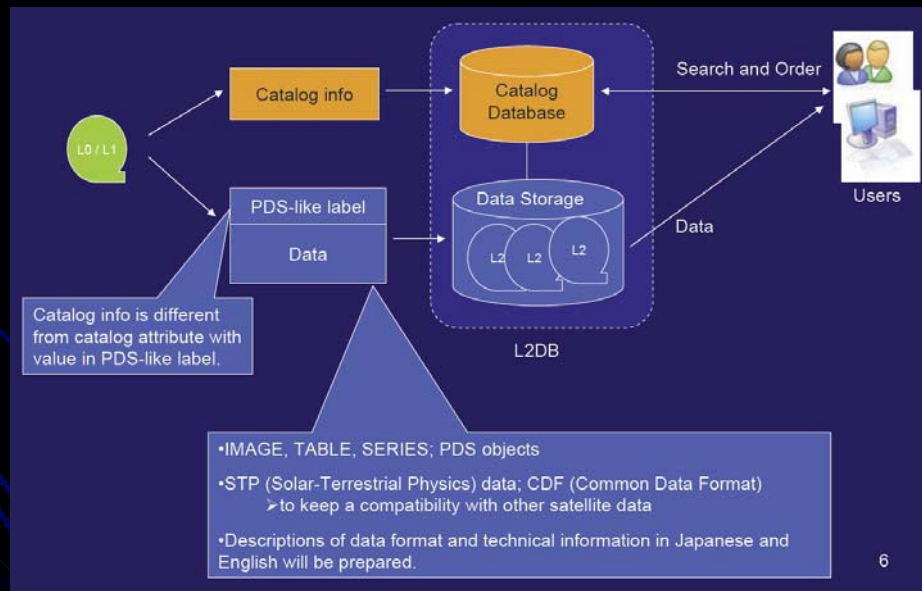 Search and Order
Catalog info
Catalog
Database
L0 / L1
Users
PDS-like label
Data Storage
Data
Data
L2
L2
L2
Catalog info is different
from catalog attribute with
value in PDS-like label.
L2DB
•IMAGE, TABLE, SERIES; PDS objects
•STP (Solar-Terrestrial Physics) data; CDF (Common Data Format)
➢to keep a compatibility with other satellite data
•Descriptions of data format and technical information in Japanese and
English will be prepared.
6